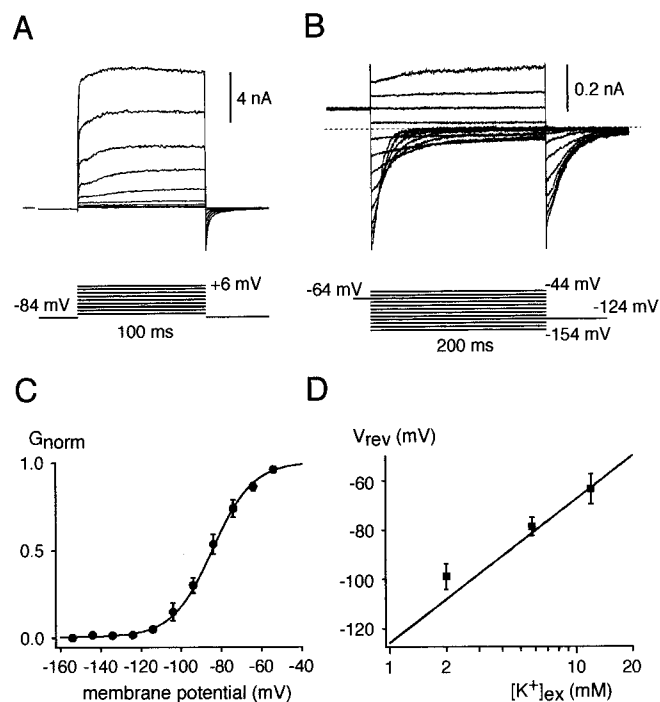 A
4 nA
-84 mV
+6 mV
100 ms
B
0.2 nA
-64 mV
-44 mV
-124 mV
-154 mV
200 ms
C
Gnorm
1.0
0.5
0.0
-160 -140 -120 -100 -80 -60 -40
membrane potential (mV)
D
Vrev (mV)
-60
-80
-100
-120
1 2 10 20
[K+]ex (mM)